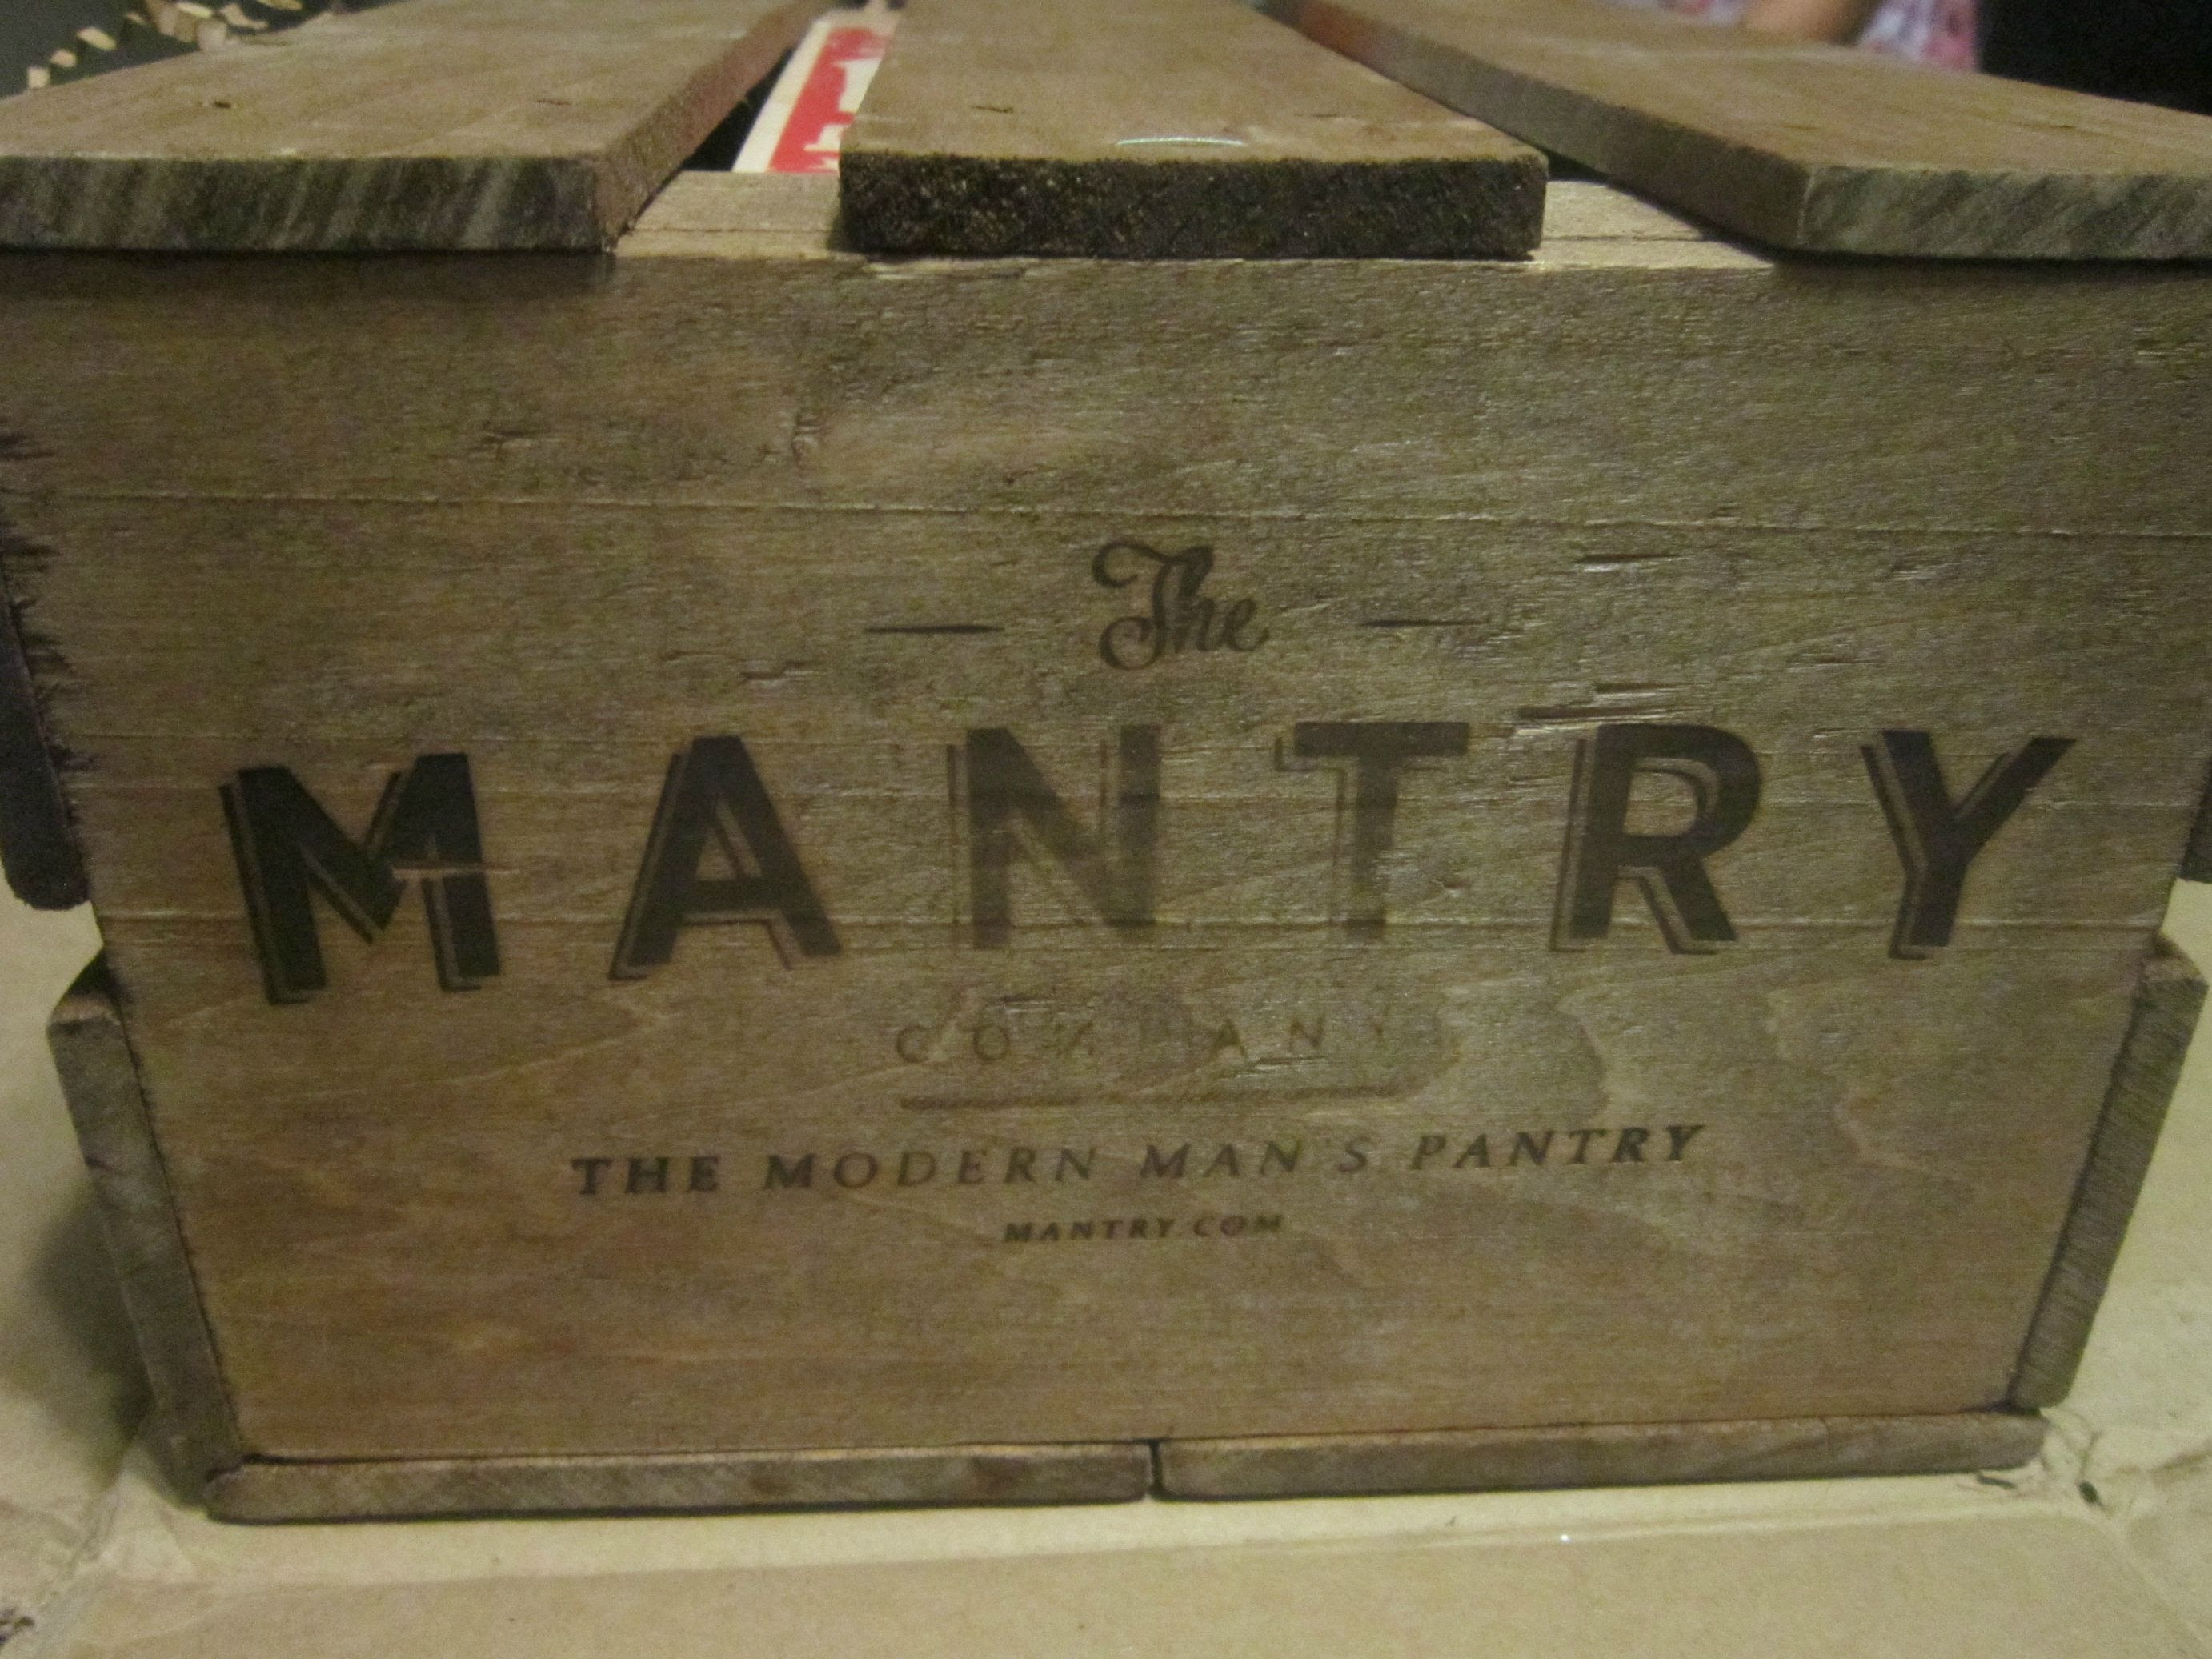 The
MANTRY
COMPANY
THE MODERN MAN'S PANTRY
MANTRY.COM